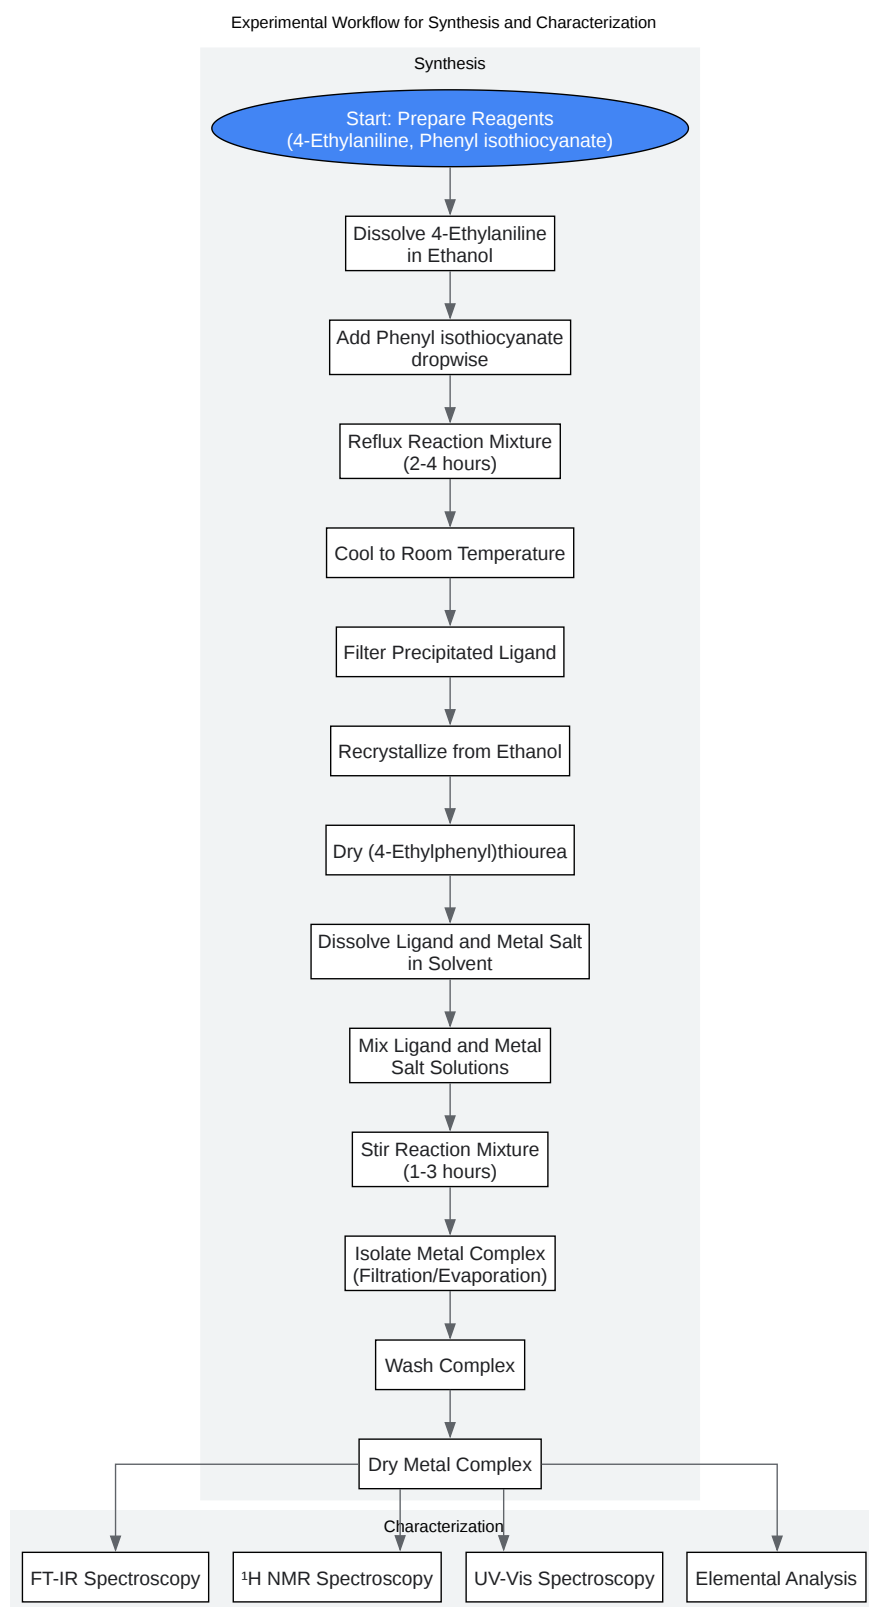 Experimental Workflow for Synthesis and Characterization
Synthesis
Start: Prepare Reagents
(4-Ethylaniline, Phenyl isothiocyanate)
Dissolve 4-Ethylaniline
in Ethanol
Add Phenyl isothiocyanate
dropwise
Reflux Reaction Mixture
(2-4 hours)
Cool to Room Temperature
Filter Precipitated Ligand
Recrystallize from Ethanol
Dry (4-Ethylphenyl)thiourea
Dissolve Ligand and Metal Salt
in Solvent
Mix Ligand and Metal
Salt Solutions
Stir Reaction Mixture
(1-3 hours)
Isolate Metal Complex
(Filtration/Evaporation)
Wash Complex
Dry Metal Complex
Characterization
FT-IR Spectroscopy
¹H NMR Spectroscopy
UV-Vis Spectroscopy
Elemental Analysis